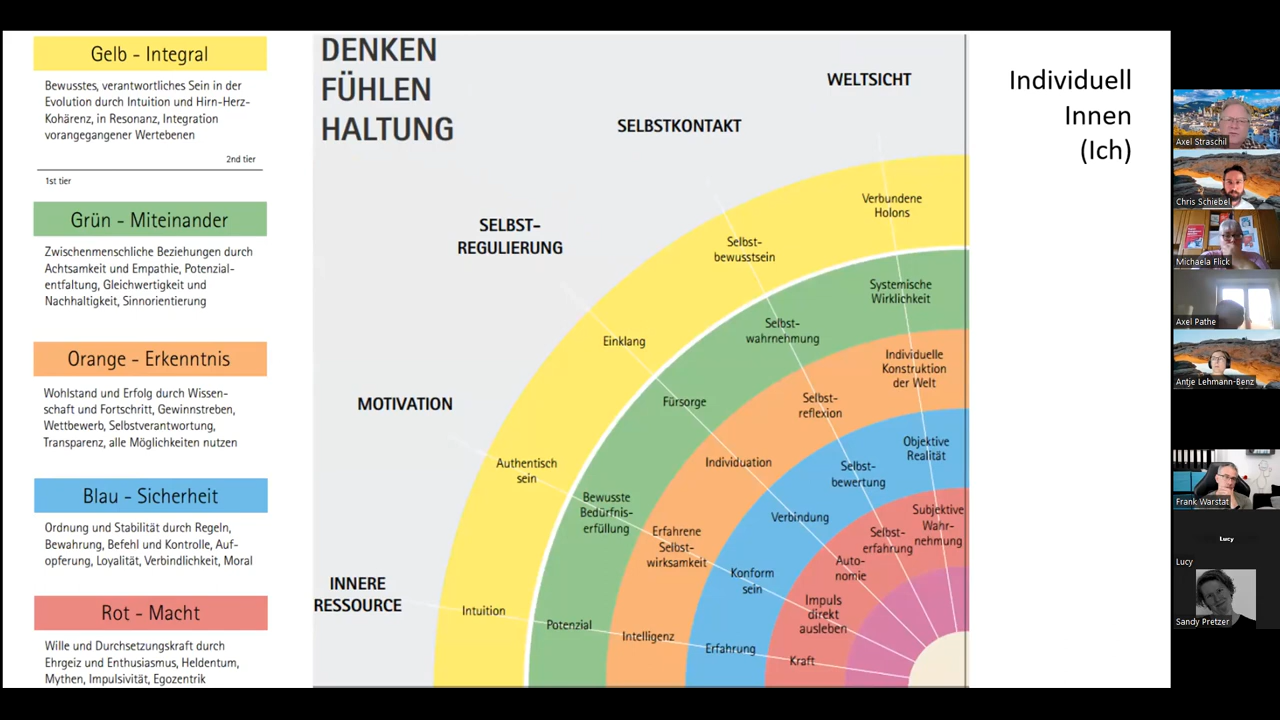 Gelb - Integral
Bewusstes, verantwortliches Sein in der
Evolution durch Intuition und Hirn-Herz-
Kohärenz, in Resonanz, Integration
vorangegangener Wertebenen
2nd tier
1st tier
Grün - Miteinander
Zwischenmenschliche Beziehungen durch
Achtsamkeit und Empathie, Potenzial-
entfaltung, Gleichwertigkeit und
Nachhaltigkeit, Sinnorientierung
Orange - Erkenntnis
Wohlstand und Erfolg durch Wissen-
schaft und Fortschritt, Gewinnstreben,
Wettbewerb, Selbstverantwortung,
Transparenz, alle Möglichkeiten nutzen
Blau - Sicherheit
Ordnung und Stabilität durch Regeln,
Bewahrung, Befehl und Kontrolle, Auf-
opferung, Loyalität, Verbindlichkeit, Moral
Rot - Macht
Wille und Durchsetzungskraft durch
Ehrgeiz und Enthusiasmus, Heldentum,
Mythen, Impulsivität, Egozentrik
DENKEN
FÜHLEN
HALTUNG
WELTSICHT
SELBSTKONTAKT
SELBST-
REGULIERUNG
MOTIVATION
INNERE
RESSOURCE
Verbundene
Holons
Selbst-
bewusstsein
Einklang
Authentisch
sein
Intuition
Systemische
Wirklichkeit
Selbst-
wahrnehmung
Fürsorge
Bewusste
Bedürfnis-
erfüllung
Potenzial
Individuelle
Konstruktion
der Welt
Selbst-
reflexion
Individuation
Erfahrene
Selbst-
wirksamkeit
Intelligenz
Objektive
Realität
Selbst-
bewertung
Verbindung
Konform
sein
Erfahrung
Subjektive
Wahr-
nehmung
Selbst-
erfahrung
Auto-
nomie
Impuls
direkt
ausleben
Kraft
Individuell
Innen
(Ich)
Axel Straschil
Chris Schiebel
Michaela Flick
Axel Pathe
Antje Lehmann-Benz
Frank Warstat
Lucy
Lucy
Sandy Pretzer